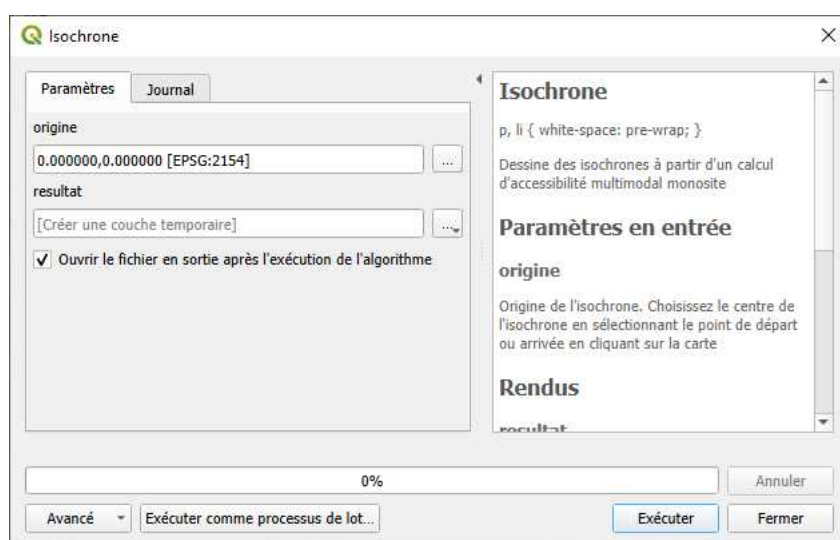 Isochrone
Paramètres
Journal
origine
0.000000,0.000000 [EPSG:2154]
...
resultat
[Créer une couche temporaire]
...
Ouvrir le fichier en sortie après l'exécution de l'algorithme
Isochrone
p, li { white-space: pre-wrap; }
Dessine des isochrones à partir d'un calcul
d'accessibilité multimodal monosite
Paramètres en entrée
origine
Origine de l'isochrone. Choisissez le centre de
l'isochrone en sélectionnant le point de départ
ou arrivée en cliquant sur la carte
Rendus
resultat
0%
Annuler
Avancé
Exécuter comme processus de lot...
Exécuter
Fermer